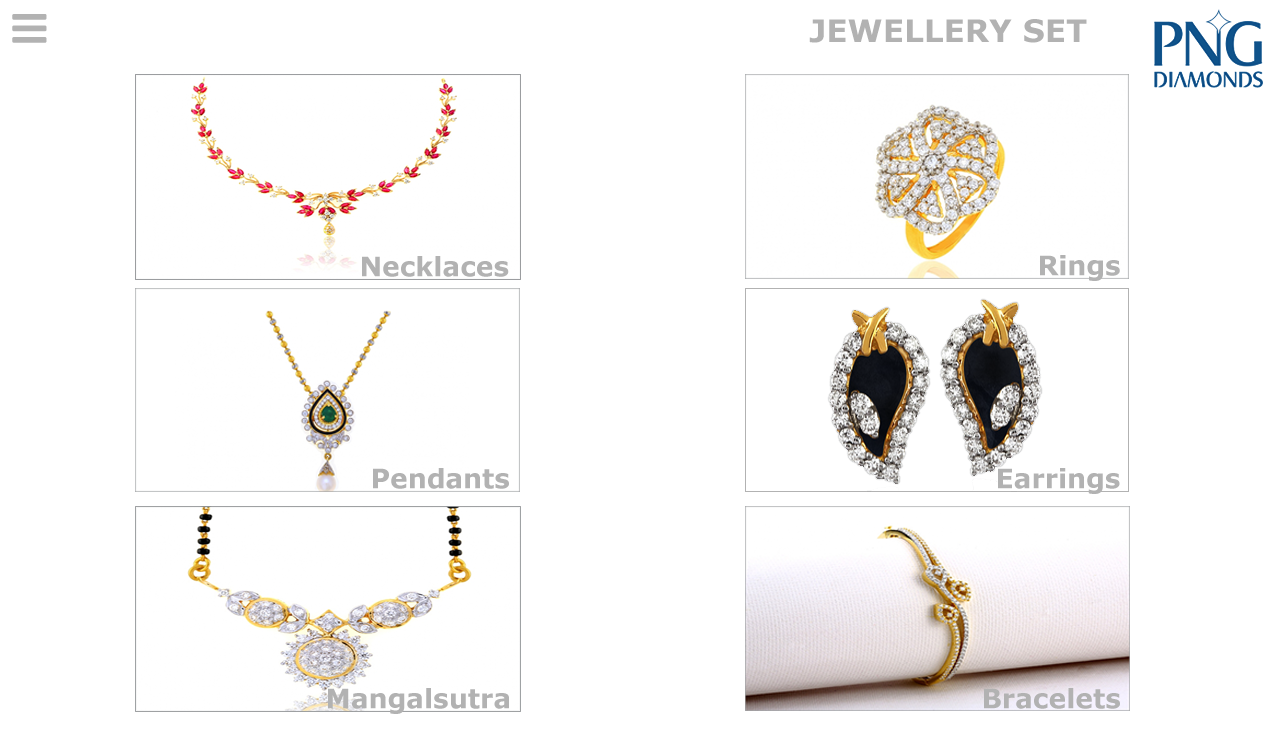 JEWELLERY SET
PNG
DIAMONDS
Necklaces
Rings
Pendants
Earrings
Mangalsutra
Bracelets